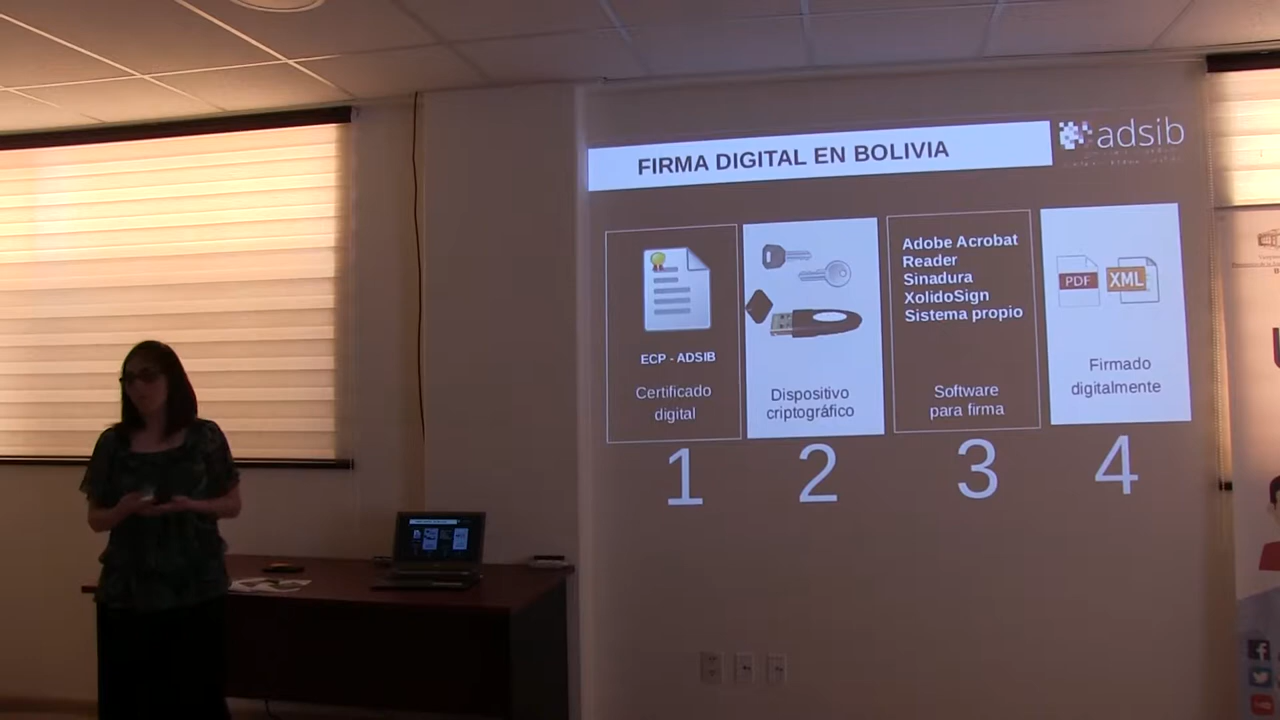 FIRMA DIGITAL EN BOLIVIA
adsib
ECP - ADSIB
Certificado
digital
1
Dispositivo
criptográfico
2
Adobe Acrobat
Reader
Sinadura
XolidoSign
Sistema propio
Software
para firma
3
PDF
XML
Firmado
digitalmente
4